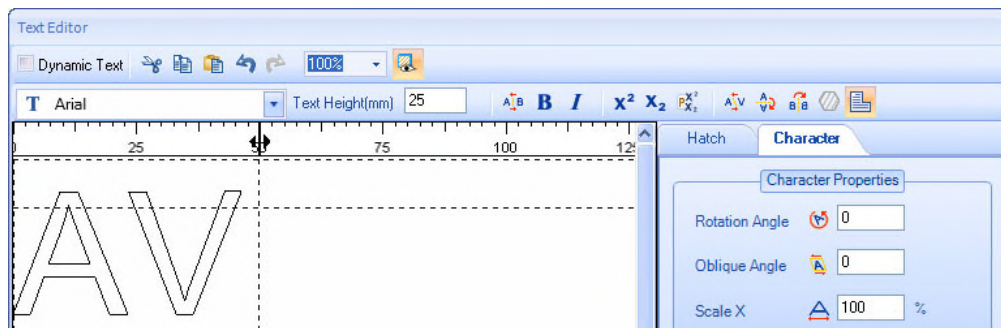 Text Editor
Dynamic Text 100%
T Arial Text Height(mm) 25 A B B I X² X₂ A V A V a B
25 50 75 100 125
Hatch Character
AV
Character Properties
Rotation Angle 0
Oblique Angle 0
Scale X 100 %